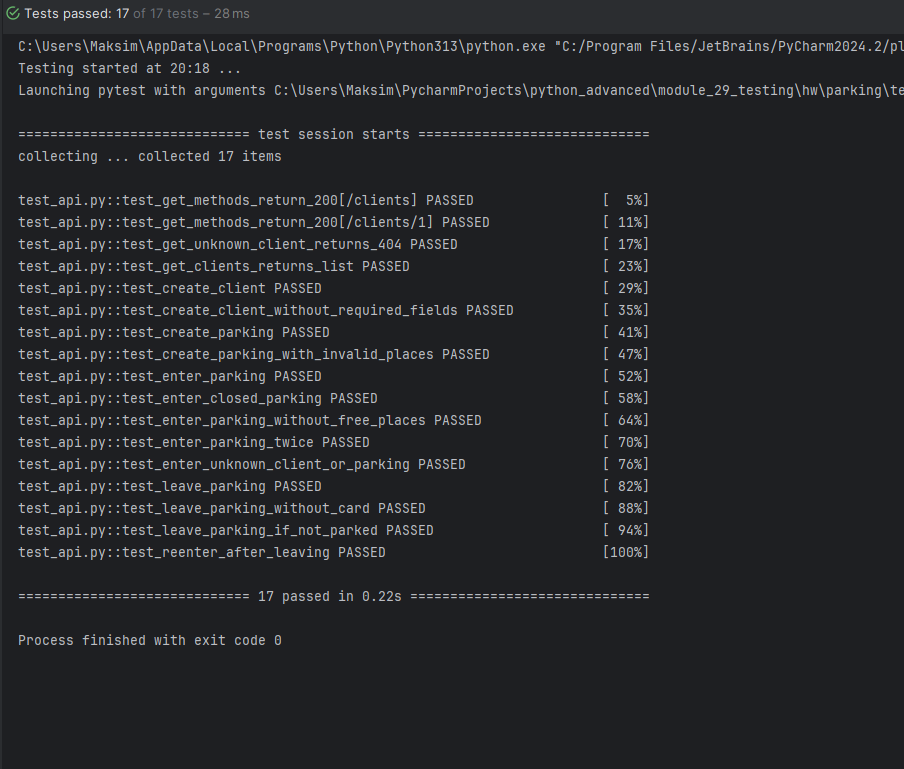 Tests passed: 17 of 17 tests – 28 ms
C:\Users\Maksim\AppData\Local\Programs\Python\Python313\python.exe "C:/Program Files/JetBrains/PyCharm2024.2/pl
Testing started at 20:18 ...
Launching pytest with arguments C:\Users\Maksim\PycharmProjects\python_advanced\module_29_testing\hw\parking\te
============================= test session starts =============================
collecting ... collected 17 items
test_api.py::test_get_methods_return_200[/clients] PASSED [  5%]
test_api.py::test_get_methods_return_200[/clients/1] PASSED [ 11%]
test_api.py::test_get_unknown_client_returns_404 PASSED [ 17%]
test_api.py::test_get_clients_returns_list PASSED [ 23%]
test_api.py::test_create_client PASSED [ 29%]
test_api.py::test_create_client_without_required_fields PASSED [ 35%]
test_api.py::test_create_parking PASSED [ 41%]
test_api.py::test_create_parking_with_invalid_places PASSED [ 47%]
test_api.py::test_enter_parking PASSED [ 52%]
test_api.py::test_enter_closed_parking PASSED [ 58%]
test_api.py::test_enter_parking_without_free_places PASSED [ 64%]
test_api.py::test_enter_parking_twice PASSED [ 70%]
test_api.py::test_enter_unknown_client_or_parking PASSED [ 76%]
test_api.py::test_leave_parking PASSED [ 82%]
test_api.py::test_leave_parking_without_card PASSED [ 88%]
test_api.py::test_leave_parking_if_not_parked PASSED [ 94%]
test_api.py::test_reenter_after_leaving PASSED [100%]
============================= 17 passed in 0.22s ==============================
Process finished with exit code 0